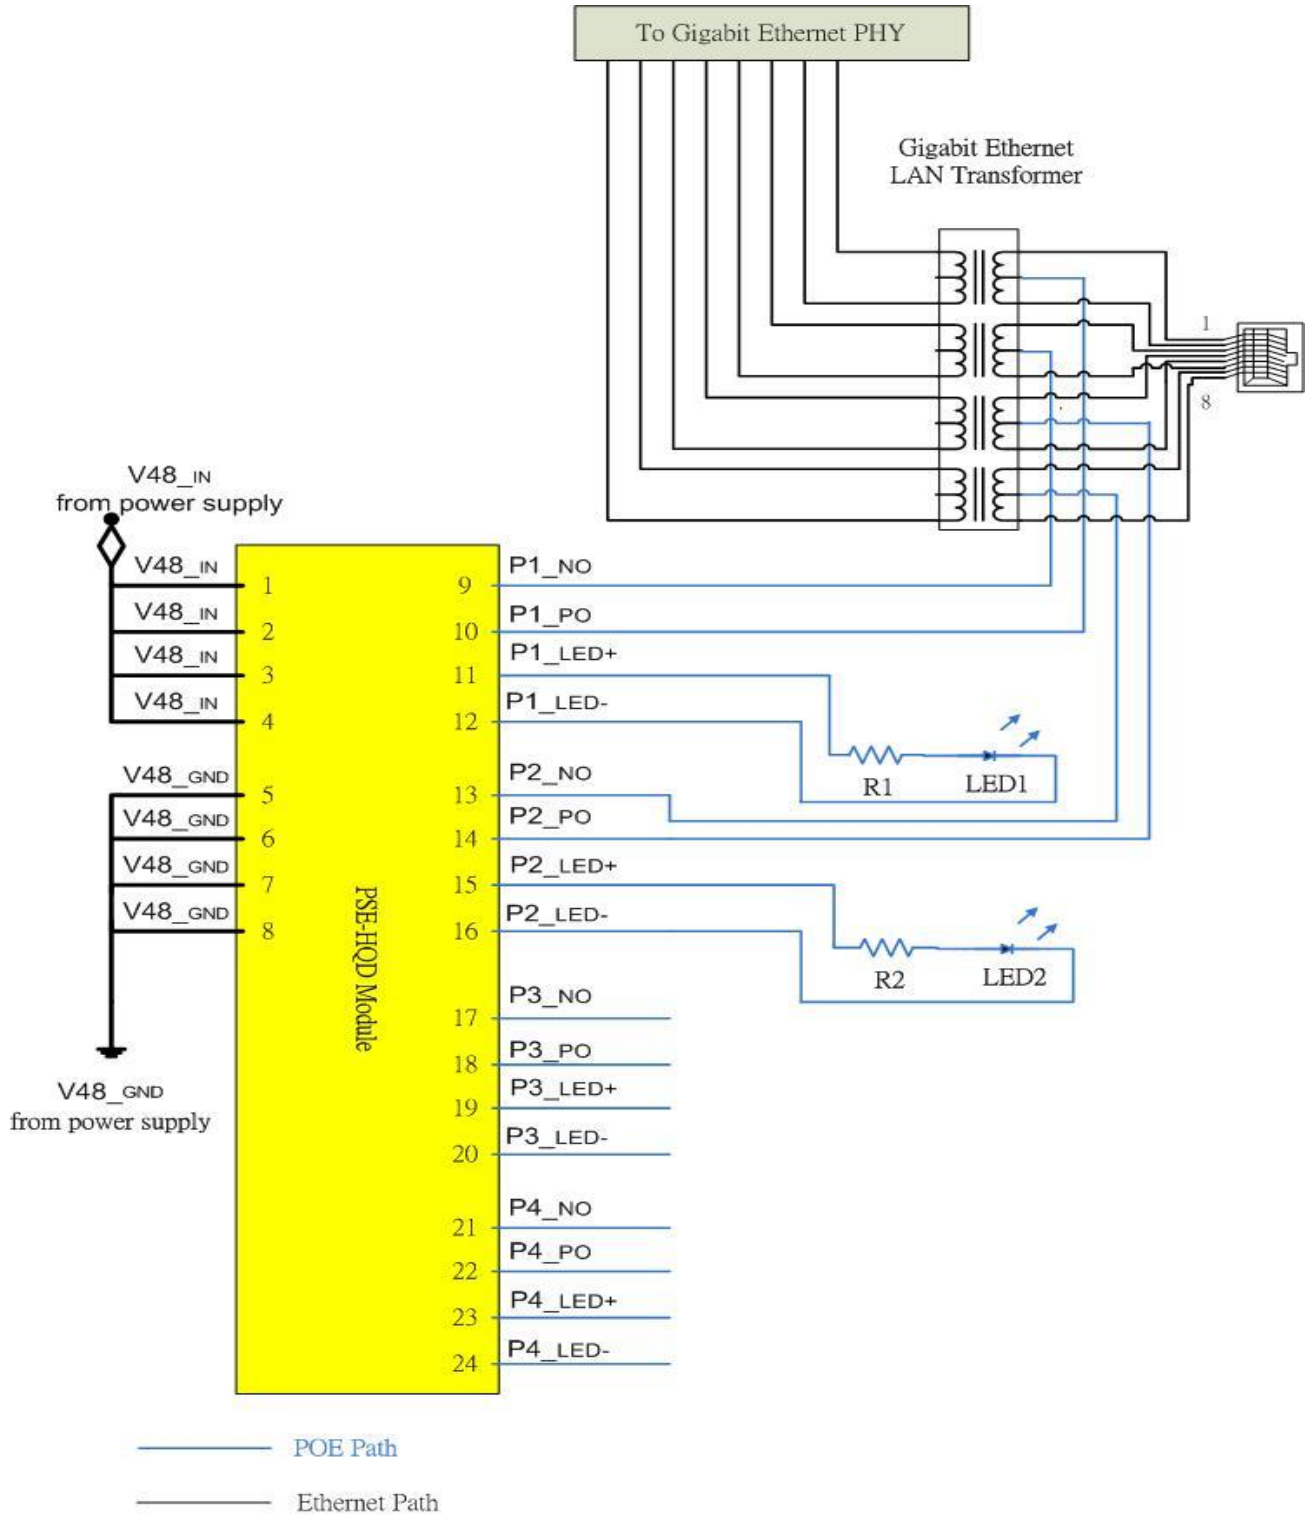 To Gigabit Ethernet PHY
Gigabit Ethernet
LAN Transformer
1
8
V48_IN
from power supply
V48_IN
V48_IN
V48_IN
V48_IN
V48_GND
V48_GND
V48_GND
V48_GND
V48_GND
from power supply
1
2
3
4
5
6
7
8
PSE-HQD Module
9
10
11
12
13
14
15
16
17
18
19
20
21
22
23
24
P1_NO
P1_PO
P1_LED+
P1_LED-
P2_NO
P2_PO
P2_LED+
P2_LED-
P3_NO
P3_PO
P3_LED+
P3_LED-
P4_NO
P4_PO
P4_LED+
P4_LED-
R1
LED1
R2
LED2
POE Path
Ethernet Path